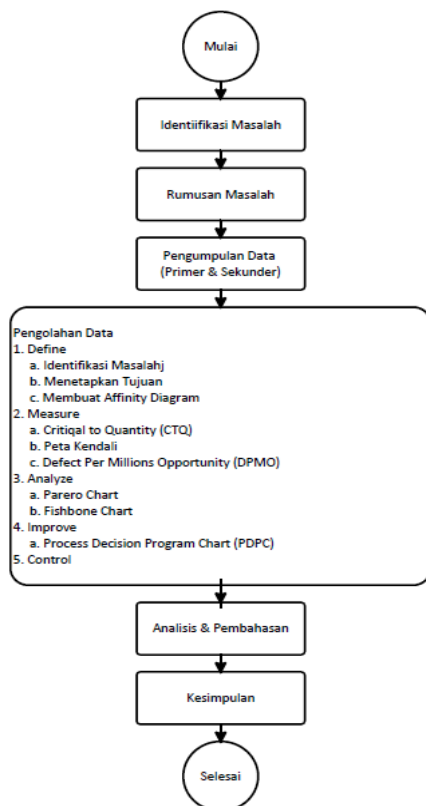 Mulai
Identiifikasi Masalah
Rumusan Masalah
Pengumpulan Data
(Primer & Sekunder)
Pengolahan Data
1. Define
a. Identifikasi Masalahj
b. Menetapkan Tujuan
c. Membuat Affinity Diagram
2. Measure
a. Critiqal to Quantity (CTQ)
b. Peta Kendali
c. Defect Per Millions Opportunity (DPMO)
3. Analyze
a. Parero Chart
b. Fishbone Chart
4. Improve
a. Process Decision Program Chart (PDPC)
5. Control
Analisis & Pembahasan
Kesimpulan
Selesai